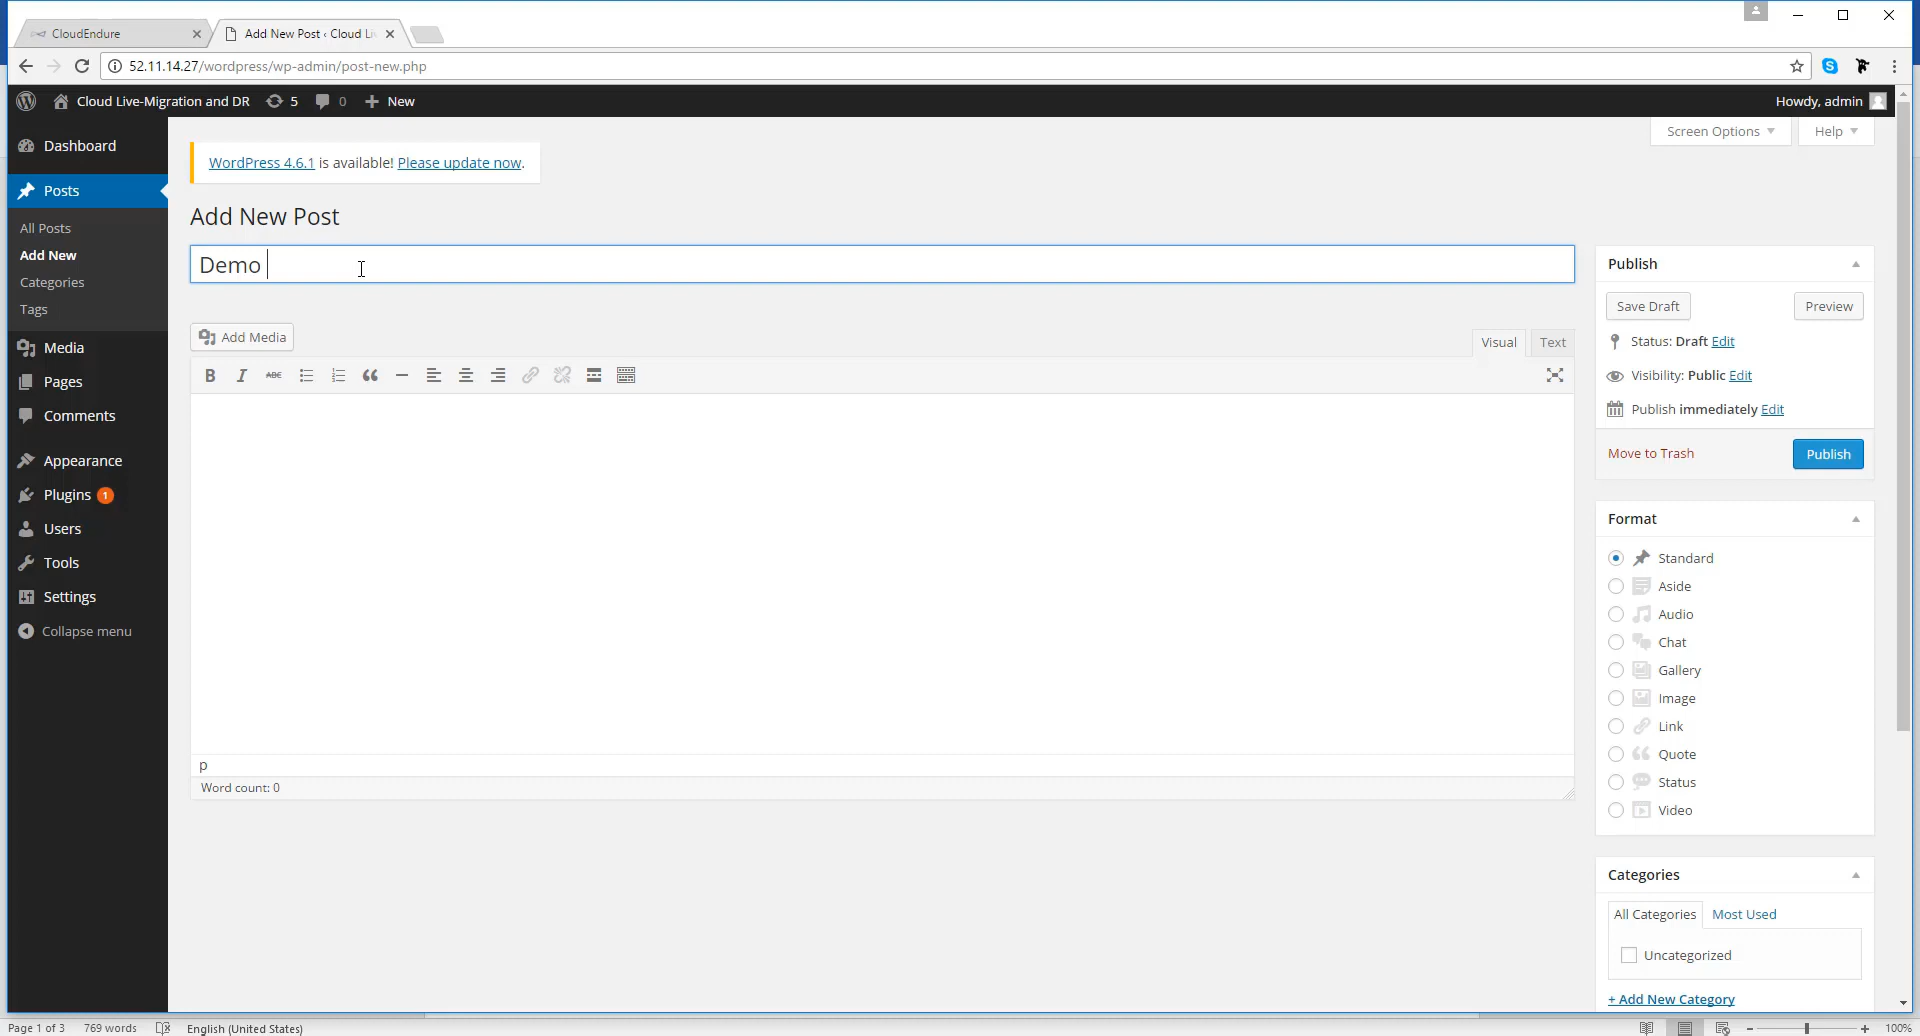 CloudEndure
Add New Post ‹ Cloud Li
52.11.14.27/wordpress/wp-admin/post-new.php
Cloud Live-Migration and DR 5 0 New
Howdy, admin
Screen Options
Help
Dashboard
Posts
All Posts
Add New
Categories
Tags
Media
Pages
Comments
Appearance
Plugins 1
Users
Tools
Settings
Collapse menu
WordPress 4.6.1 is available! Please update now.
Add New Post
Demo
Add Media
Visual
Text
B I ABC
p
Word count: 0
Publish
Save Draft
Preview
Status: Draft Edit
Visibility: Public Edit
Publish immediately Edit
Move to Trash
Publish
Format
Standard
Aside
Audio
Chat
Gallery
Image
Link
Quote
Status
Video
Categories
All Categories
Most Used
Uncategorized
+ Add New Category
Page 1 of 3 769 words English (United States) 100%